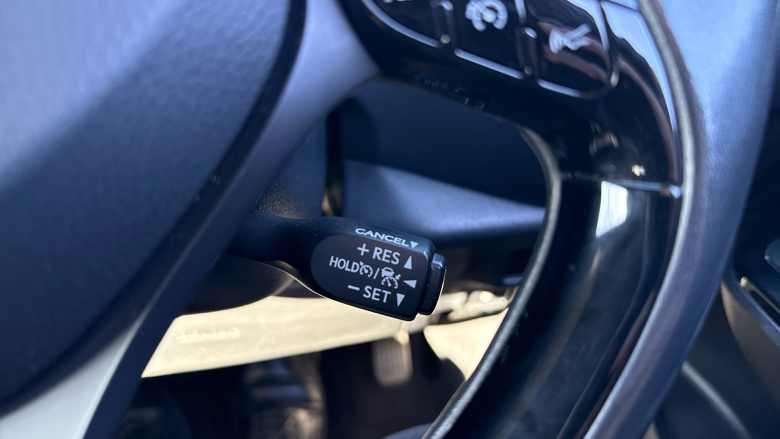 CANCEL▼
+ RES ▲
HOLD / ◀
− SET ▼